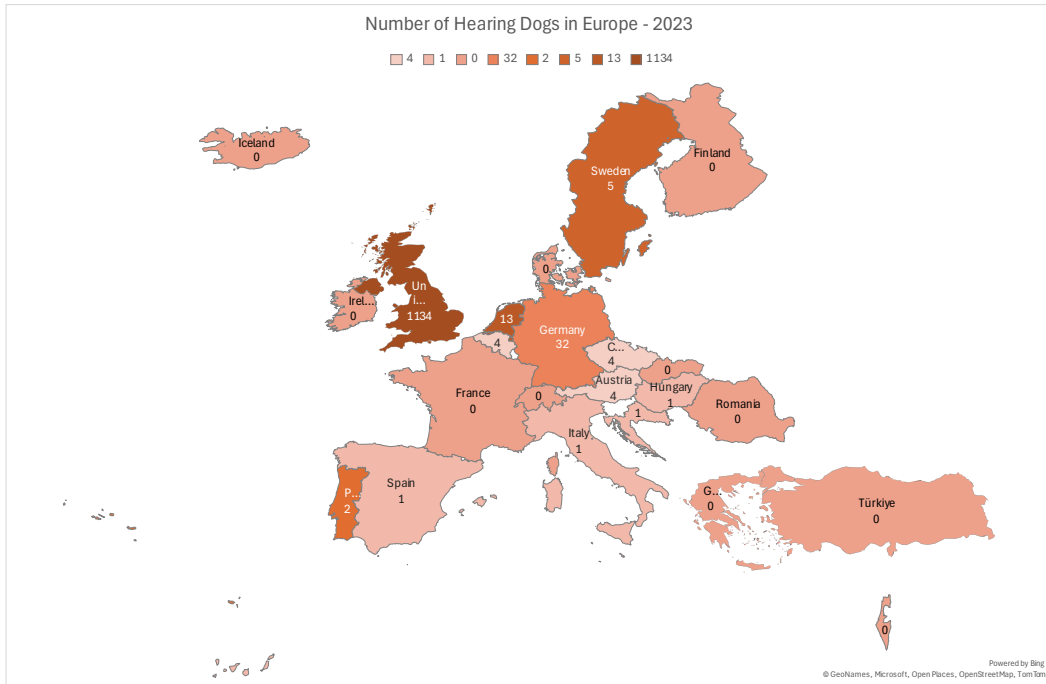 Number of Hearing Dogs in Europe - 2023
4 1 0 32 2 5 13 1134
Iceland
0
Finland
0
Sweden
5
0
Un
i...
1134
Irel...
0
13
4
Germany
32
C...
4
0
Austria
4
Hungary
1
France
0
0
Romania
0
1
Italy
1
Spain
1
P...
2
G...
0
Türkiye
0
0
Powered by Bing
© GeoNames, Microsoft, Open Places, OpenStreetMap, TomTom